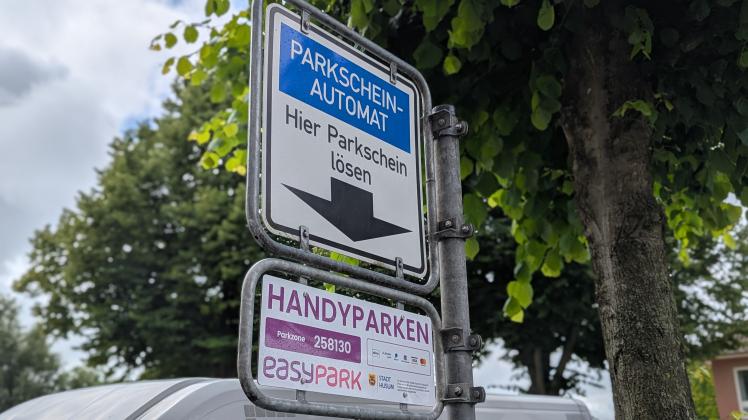 PARKSCHEIN-
AUTOMAT
Hier Parkschein
lösen
HANDYPARKEN
Parkzone 258130
easyPARK
STADT
HUSUM